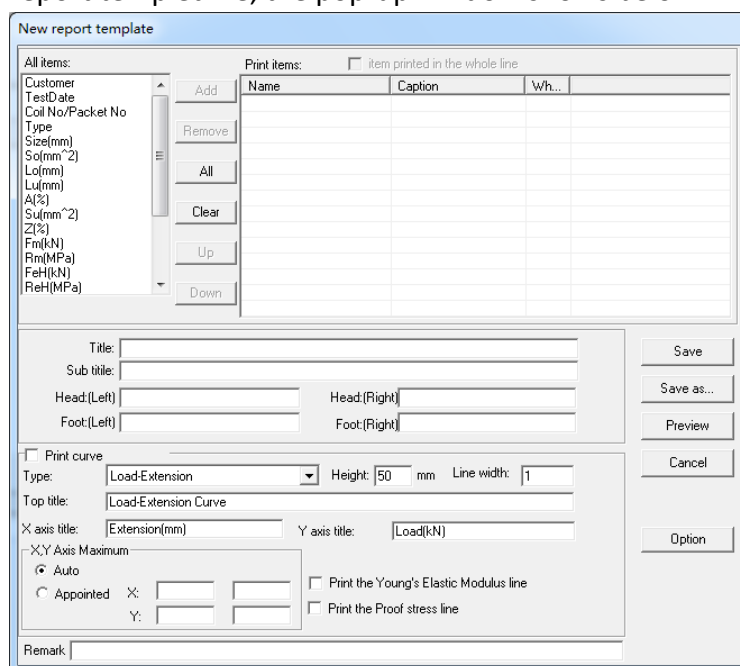 New report template
All items:
Print items:
item printed in the whole line
Customer
TestDate
Coil No/Packet No
Type
Size(mm)
So(mm^2)
Lo(mm)
Lu(mm)
A(%)
Su(mm^2)
Z(%)
Fm(kN)
Rm(MPa)
FeH(kN)
ReH(MPa)
Add
Remove
All
Clear
Up
Down
Name Caption Wh...
Title:
Sub titile:
Head:(Left) Head:(Right)
Foot:(Left) Foot:(Right)
Save
Save as...
Preview
Cancel
Option
Print curve
Type: Load-Extension Height: 50 mm Line width: 1
Top title: Load-Extension Curve
X axis title: Extension(mm) Y axis title: Load(kN)
X,Y Axis Maximum
Auto
Appointed X:
Y:
Print the Young's Elastic Modulus line
Print the Proof stress line
Remark